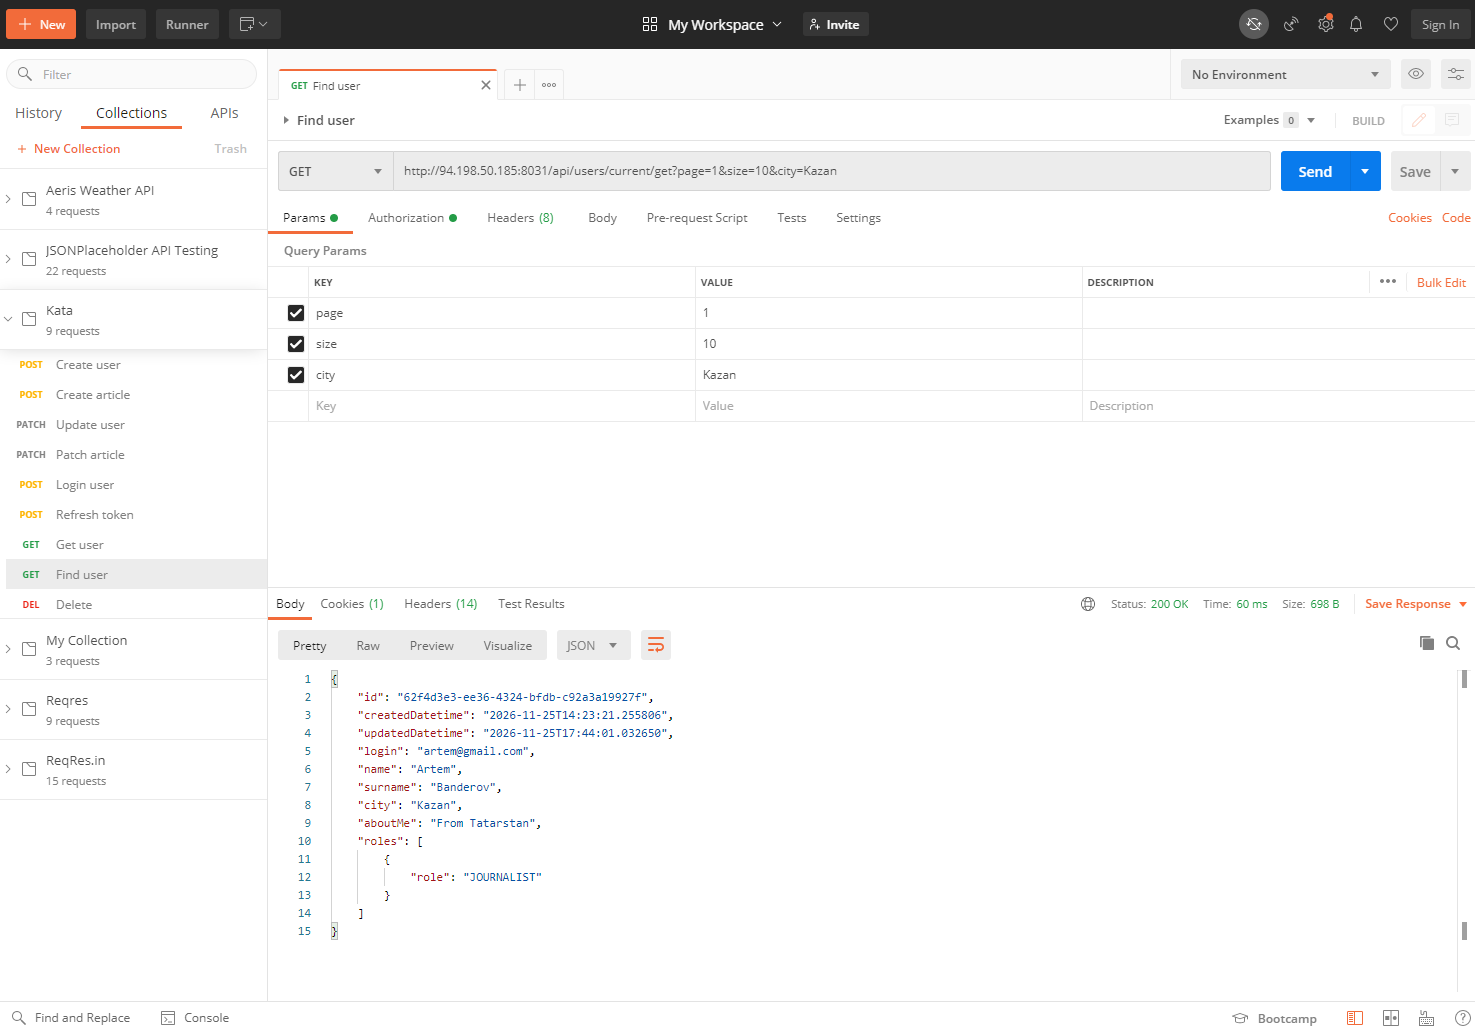 New
Import
Runner
My Workspace
Invite
Sign In
Filter
History
Collections
APIs
New Collection
Trash
Aeris Weather API
4 requests
JSONPlaceholder API Testing
22 requests
Kata
9 requests
POST Create user
POST Create article
PATCH Update user
PATCH Patch article
POST Login user
POST Refresh token
GET Get user
GET Find user
DEL Delete
My Collection
3 requests
Reqres
9 requests
ReqRes.in
15 requests
GET Find user
No Environment
Find user
Examples 0
BUILD
GET
http://94.198.50.185:8031/api/users/current/get?page=1&size=10&city=Kazan
Send
Save
Params
Authorization
Headers (8)
Body
Pre-request Script
Tests
Settings
Cookies
Code
Query Params
KEY VALUE DESCRIPTION
Bulk Edit
page 1
size 10
city Kazan
Key Value Description
Body
Cookies (1)
Headers (14)
Test Results
Status: 200 OK
Time: 60 ms
Size: 698 B
Save Response
Pretty
Raw
Preview
Visualize
JSON
1 {
2 "id": "62f4d3e3-ee36-4324-bfdb-c92a3a19927f",
3 "createdDatetime": "2026-11-25T14:23:21.255806",
4 "updatedDatetime": "2026-11-25T17:44:01.032650",
5 "login": "artem@gmail.com",
6 "name": "Artem",
7 "surname": "Banderov",
8 "city": "Kazan",
9 "aboutMe": "From Tatarstan",
10 "roles": [
11 {
12 "role": "JOURNALIST"
13 }
14 ]
15 }
Find and Replace
Console
Bootcamp